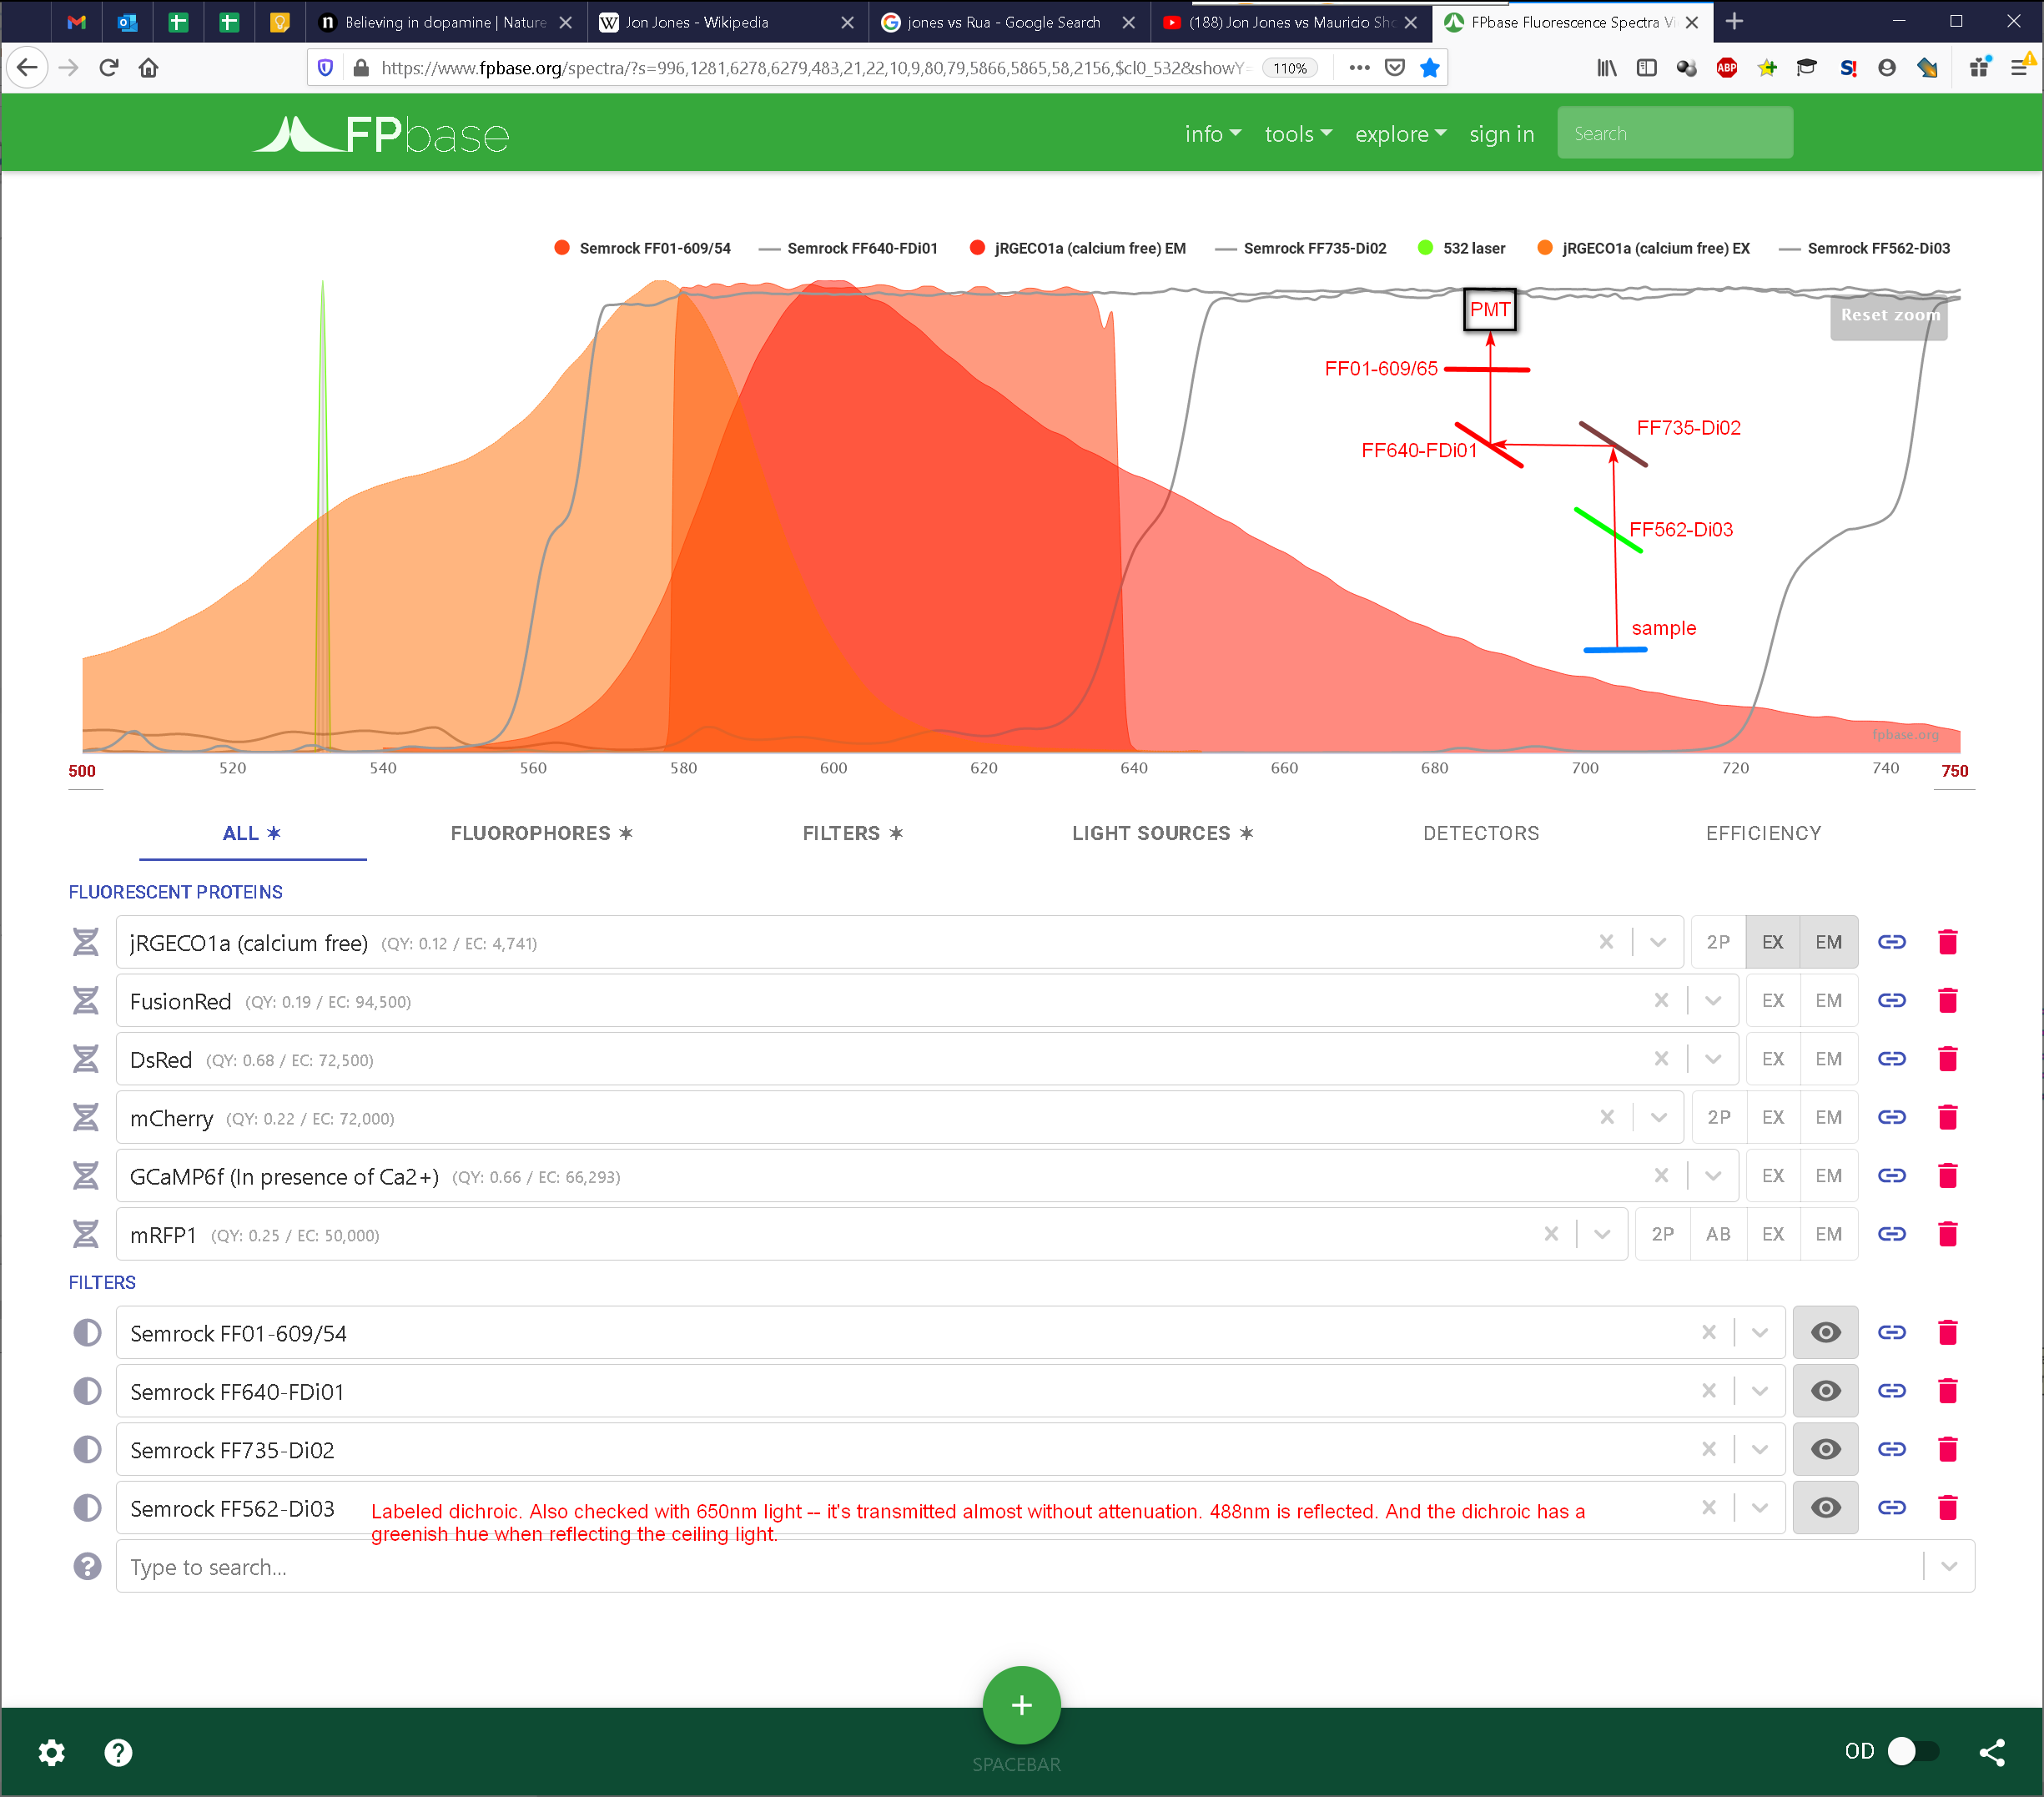 Believing in dopamine | Nature
Jon Jones - Wikipedia
jones vs Rua - Google Search
(188) Jon Jones vs Mauricio Sho
FPbase Fluorescence Spectra Vi
https://www.fpbase.org/spectra/?s=996,1281,6278,6279,483,21,22,10,9,80,79,5866,5865,58,2156,$cl0_532&showY=
110%
ABP
S!
FPbase
info
tools
explore
sign in
Search
Semrock FF01-609/54
Semrock FF640-FDi01
jRGECO1a (calcium free) EM
Semrock FF735-Di02
532 laser
jRGECO1a (calcium free) EX
Semrock FF562-Di03
PMT
Reset zoom
FF01-609/65
FF735-Di02
FF640-FDi01
FF562-Di03
sample
fpbase.org
500
520
540
560
580
600
620
640
660
680
700
720
740
750
ALL ✶
FLUOROPHORES ✶
FILTERS ✶
LIGHT SOURCES ✶
DETECTORS
EFFICIENCY
FLUORESCENT PROTEINS
jRGECO1a (calcium free) (QY: 0.12 / EC: 4,741)
2P EX EM
FusionRed (QY: 0.19 / EC: 94,500)
EX EM
DsRed (QY: 0.68 / EC: 72,500)
EX EM
mCherry (QY: 0.22 / EC: 72,000)
2P EX EM
GCaMP6f (In presence of Ca2+) (QY: 0.66 / EC: 66,293)
EX EM
mRFP1 (QY: 0.25 / EC: 50,000)
2P AB EX EM
FILTERS
Semrock FF01-609/54
Semrock FF640-FDi01
Semrock FF735-Di02
Semrock FF562-Di03
Labeled dichroic. Also checked with 650nm light -- it's transmitted almost without attenuation. 488nm is reflected. And the dichroic has a
greenish hue when reflecting the ceiling light.
Type to search...
SPACEBAR
OD